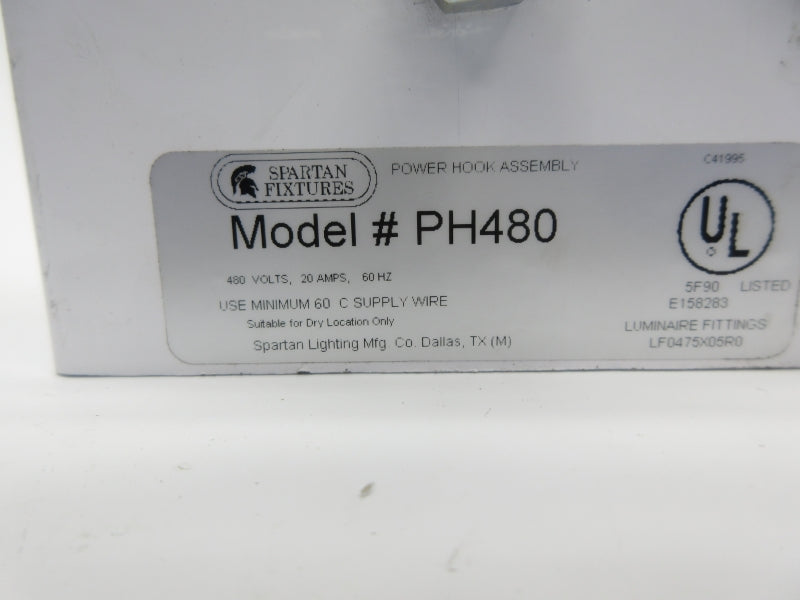 SPARTAN
FIXTURES
POWER HOOK ASSEMBLY
C41995
Model # PH480
UL
480 VOLTS, 20 AMPS, 60 HZ
5F90 LISTED
E158283
USE MINIMUM 60 C SUPPLY WIRE
Suitable for Dry Location Only
LUMINAIRE FITTINGS
Spartan Lighting Mfg. Co. Dallas, TX (M)
LF0475X05R0